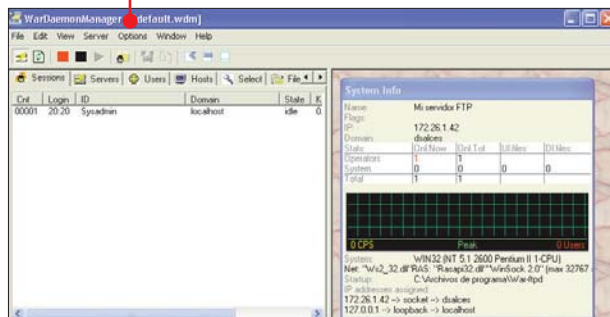 WarDaemonManager default.wdm]
File Edit View Server Options Window Help
Sessions Servers Users Hosts Select File
Cnt Login ID Domain State K
00001 20:20 Sysadmin localhost idle 0.
System Info
Name: Mi servidor FTP
Flags:
IP: 172.26.1.42
Domain: dsalces
Stats: Onl.Now Onl.Tot Ul.files Dl.files
Operators 1 1
System 0 0 0 0
Total 1 1
0 CPS Peak 0 Users
System: WIN32 (NT 5.1 2600 Pentium II 1-CPU)
Net: "Ws2_32.dll"RAS: "Rasapi32.dll""WinSock 2.0" (max 32767
Startup: C:\Archivos de programa\War-ftpd
IP addresses assigned:
172.26.1.42 -> socket -> dsalces
127.0.0.1 -> loopback -> localhost